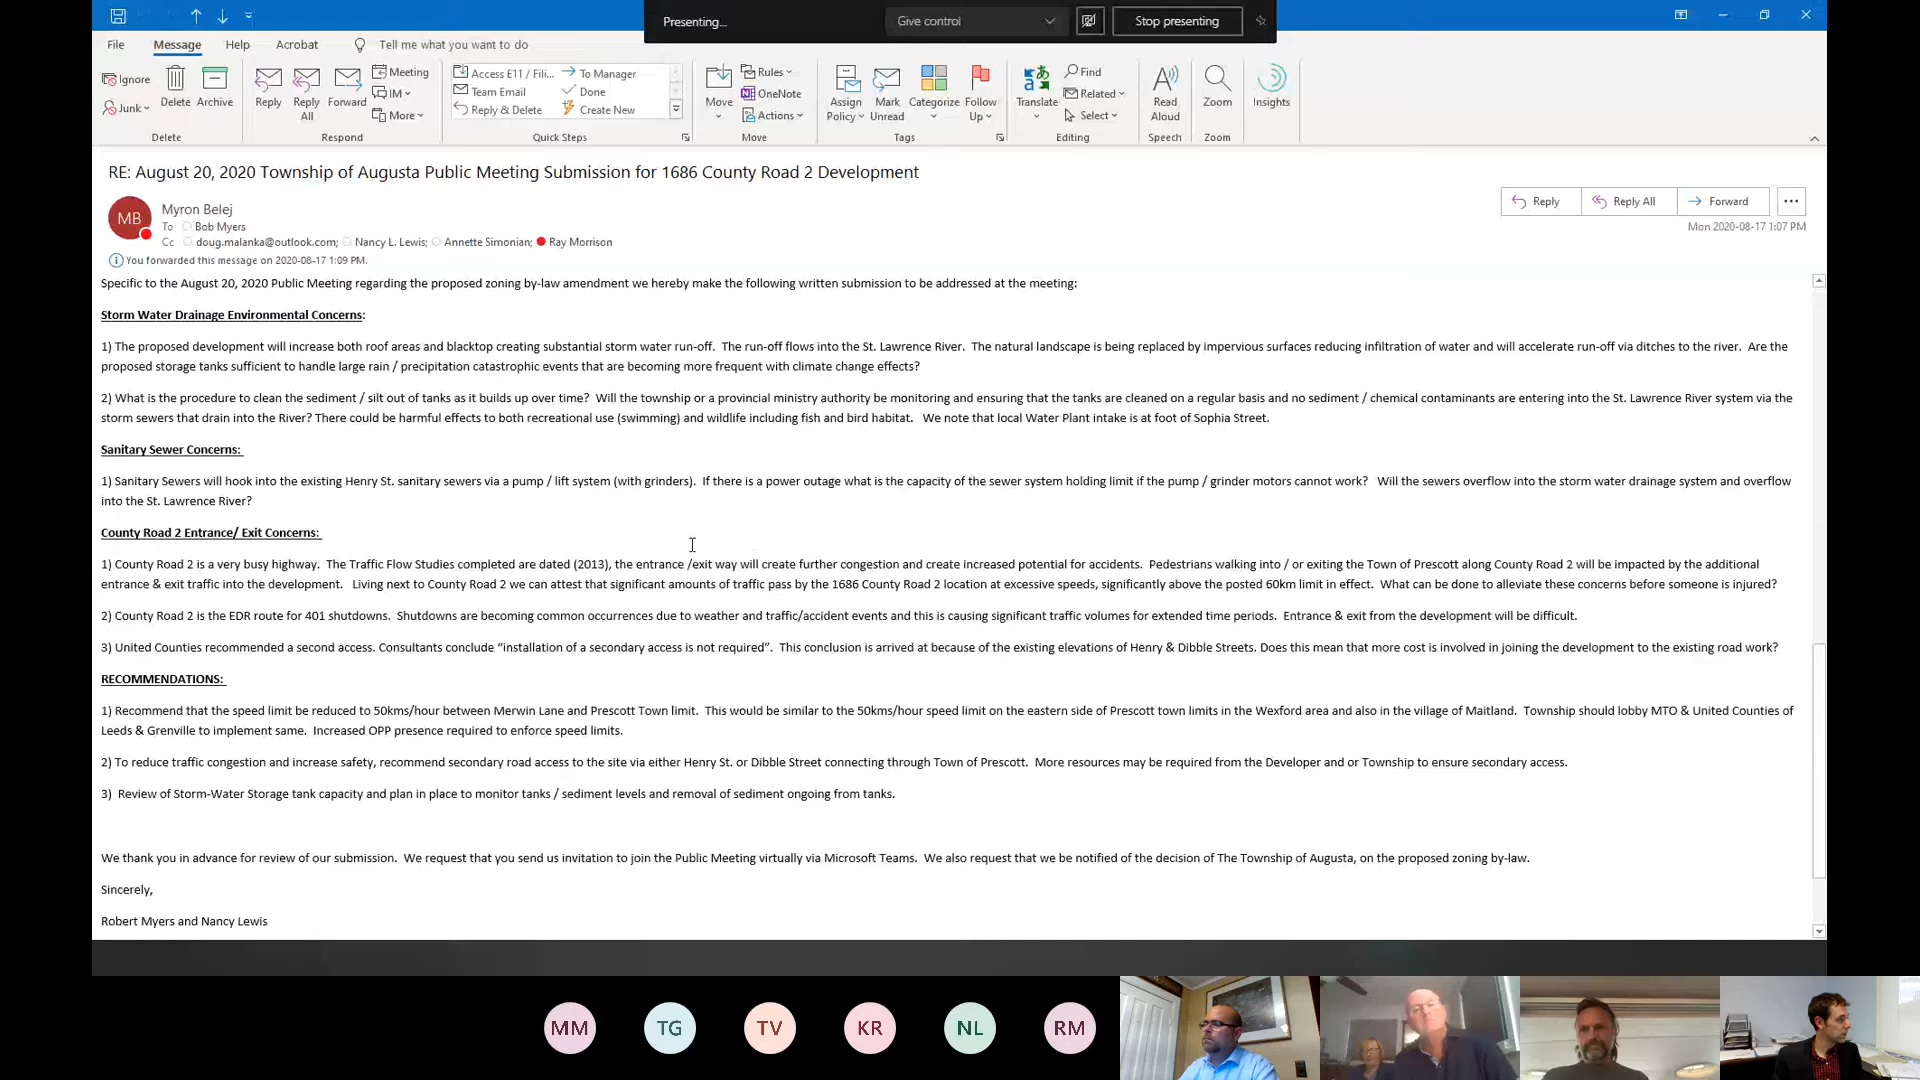 Presenting...
Give control
Stop presenting
File
Message
Help
Acrobat
Tell me what you want to do
Ignore
Junk
Delete
Archive
Delete
Reply
Reply All
Forward
Meeting
IM
More
Respond
Access E11 / Fili...
To Manager
Team Email
Done
Reply & Delete
Create New
Quick Steps
Move
Rules
OneNote
Actions
Move
Assign Policy
Mark Unread
Categorize
Follow Up
Tags
Translate
Find
Related
Select
Editing
Read Aloud
Speech
Zoom
Zoom
Insights
RE: August 20, 2020 Township of Augusta Public Meeting Submission for 1686 County Road 2 Development
MB
Myron Belej
To Bob Myers
Cc doug.malanka@outlook.com; Nancy L. Lewis; Annette Simonian; Ray Morrison
Reply
Reply All
Forward
Mon 2020-08-17 1:07 PM
You forwarded this message on 2020-08-17 1:09 PM.
Specific to the August 20, 2020 Public Meeting regarding the proposed zoning by-law amendment we hereby make the following written submission to be addressed at the meeting:
Storm Water Drainage Environmental Concerns:
1) The proposed development will increase both roof areas and blacktop creating substantial storm water run-off. The run-off flows into the St. Lawrence River. The natural landscape is being replaced by impervious surfaces reducing infiltration of water and will accelerate run-off via ditches to the river. Are the
proposed storage tanks sufficient to handle large rain / precipitation catastrophic events that are becoming more frequent with climate change effects?
2) What is the procedure to clean the sediment / silt out of tanks as it builds up over time? Will the township or a provincial ministry authority be monitoring and ensuring that the tanks are cleaned on a regular basis and no sediment / chemical contaminants are entering into the St. Lawrence River system via the
storm sewers that drain into the River? There could be harmful effects to both recreational use (swimming) and wildlife including fish and bird habitat. We note that local Water Plant intake is at foot of Sophia Street.
Sanitary Sewer Concerns:
1) Sanitary Sewers will hook into the existing Henry St. sanitary sewers via a pump / lift system (with grinders). If there is a power outage what is the capacity of the sewer system holding limit if the pump / grinder motors cannot work? Will the sewers overflow into the storm water drainage system and overflow
into the St. Lawrence River?
County Road 2 Entrance/ Exit Concerns:
1) County Road 2 is a very busy highway. The Traffic Flow Studies completed are dated (2013), the entrance /exit way will create further congestion and create increased potential for accidents. Pedestrians walking into / or exiting the Town of Prescott along County Road 2 will be impacted by the additional
entrance & exit traffic into the development. Living next to County Road 2 we can attest that significant amounts of traffic pass by the 1686 County Road 2 location at excessive speeds, significantly above the posted 60km limit in effect. What can be done to alleviate these concerns before someone is injured?
2) County Road 2 is the EDR route for 401 shutdowns. Shutdowns are becoming common occurrences due to weather and traffic/accident events and this is causing significant traffic volumes for extended time periods. Entrance & exit from the development will be difficult.
3) United Counties recommended a second access. Consultants conclude “installation of a secondary access is not required”. This conclusion is arrived at because of the existing elevations of Henry & Dibble Streets. Does this mean that more cost is involved in joining the development to the existing road work?
RECOMMENDATIONS:
1) Recommend that the speed limit be reduced to 50kms/hour between Merwin Lane and Prescott Town limit. This would be similar to the 50kms/hour speed limit on the eastern side of Prescott town limits in the Wexford area and also in the village of Maitland. Township should lobby MTO & United Counties of
Leeds & Grenville to implement same. Increased OPP presence required to enforce speed limits.
2) To reduce traffic congestion and increase safety, recommend secondary road access to the site via either Henry St. or Dibble Street connecting through Town of Prescott. More resources may be required from the Developer and or Township to ensure secondary access.
3) Review of Storm-Water Storage tank capacity and plan in place to monitor tanks / sediment levels and removal of sediment ongoing from tanks.
We thank you in advance for review of our submission. We request that you send us invitation to join the Public Meeting virtually via Microsoft Teams. We also request that we be notified of the decision of The Township of Augusta, on the proposed zoning by-law.
Sincerely,
Robert Myers and Nancy Lewis
MM
TG
TV
KR
NL
RM